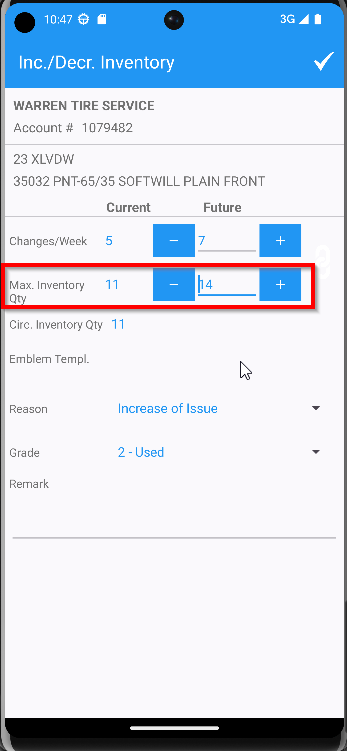 10:47 3G
Inc./Decr. Inventory
WARREN TIRE SERVICE
Account # 1079482
23 XLVDW
35032 PNT-65/35 SOFTWILL PLAIN FRONT
Current Future
Changes/Week 5 − 7 +
Max. Inventory Qty 11 − 14 +
Circ. Inventory Qty 11
Emblem Templ.
Reason Increase of Issue
Grade 2 - Used
Remark